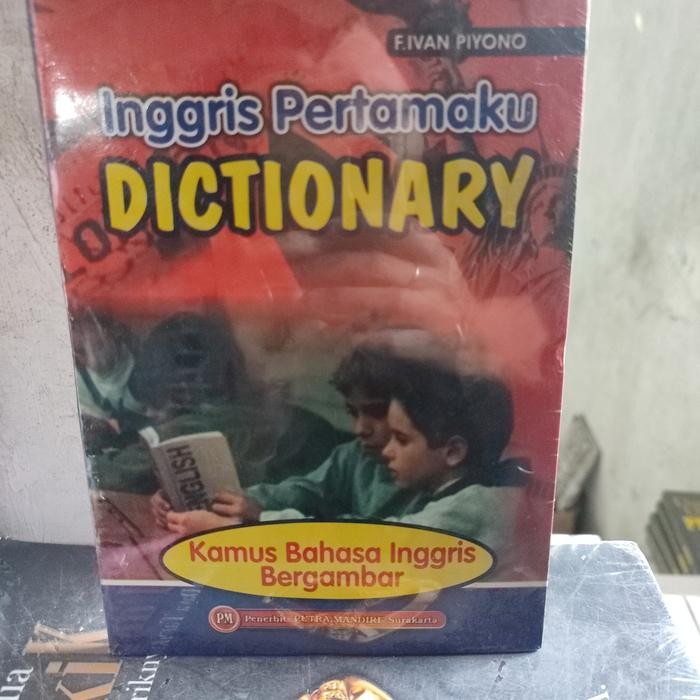 F.IVAN PIYONO
Inggris Pertamaku
DICTIONARY
ENGLISH
Kamus Bahasa Inggris
Bergambar
PM Penerbit: PUTRA MANDIRI - Surakarta